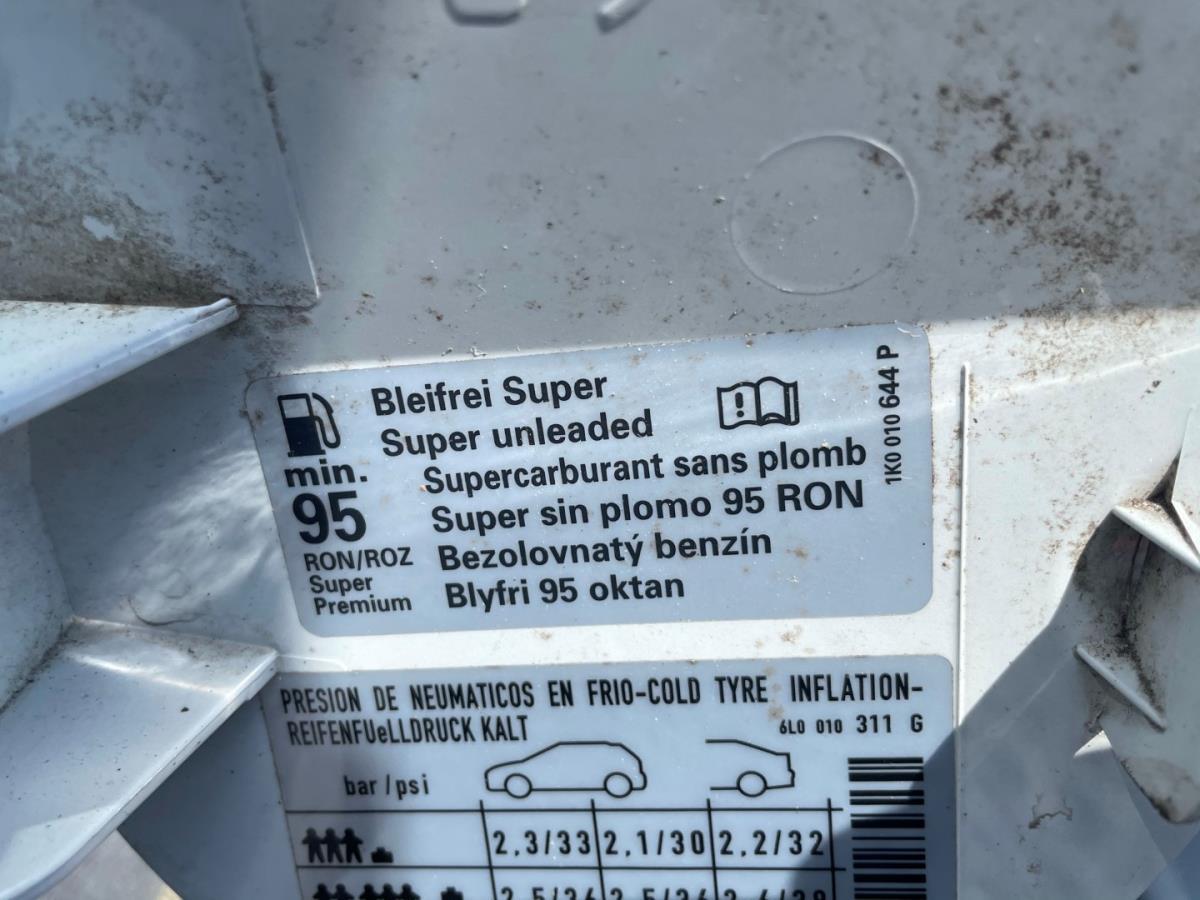 Bleifrei Super
Super unleaded
Supercarburant sans plomb
Super sin plomo 95 RON
Bezolovnatý benzín
Blyfri 95 oktan
min.
95
RON/ROZ
Super
Premium
1K0 010 644 P
PRESION DE NEUMATICOS EN FRIO-COLD TYRE INFLATION-
REIFENFUeLLDRUCK KALT
6L0 010 311 G
bar/psi
2,3/33 2,1/30 2,2/32